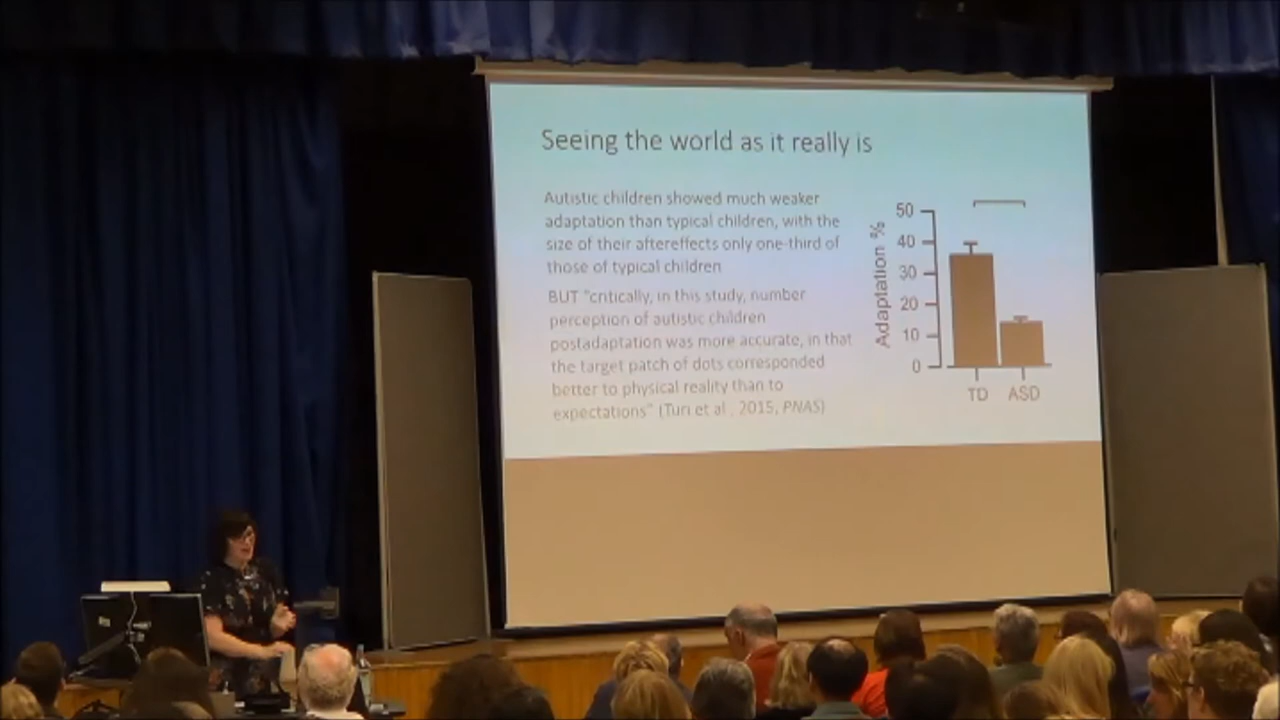 Seeing the world as it really is
Autistic children showed much weaker
adaptation than typical children, with the
size of their aftereffects only one-third of
those of typical children
BUT "critically, in this study, number
perception of autistic children
postadaptation was more accurate, in that
the target patch of dots corresponded
better to physical reality than to
expectations" (Turi et al., 2015, PNAS)
Adaptation %
50
40
30
20
10
0
TD ASD